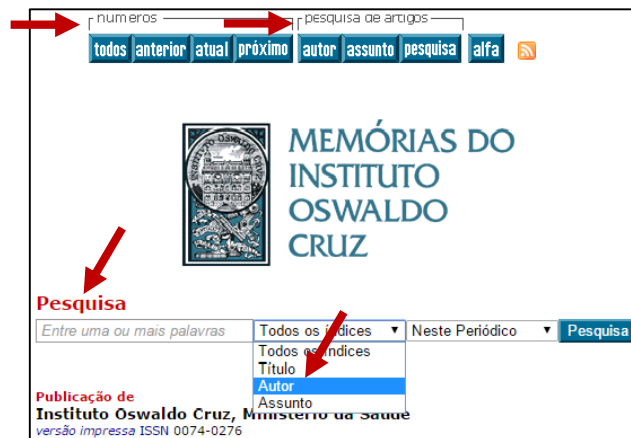 números pesquisa de artigos
todos anterior atual próximo autor assunto pesquisa alfa
MEMÓRIAS DO
INSTITUTO
OSWALDO
CRUZ
Pesquisa
Entre uma ou mais palavras Todos os índices Neste Periódico Pesquisa
Todos os índices
Título
Autor
Assunto
Publicação de
Instituto Oswaldo Cruz, Ministério da Saúde
versão impressa ISSN 0074-0276